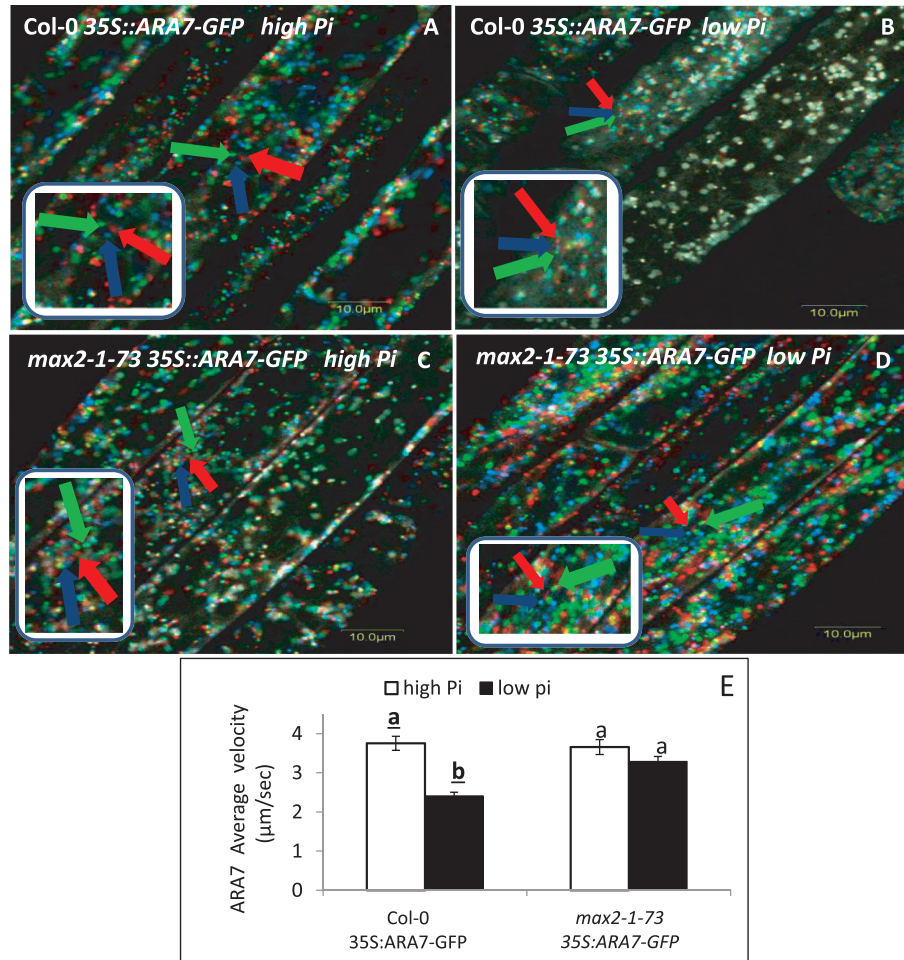 Col-0 35S::ARA7-GFP high Pi A
Col-0 35S::ARA7-GFP low Pi B
10.0µm
10.0µm
max2-1-73 35S::ARA7-GFP high Pi C
max2-1-73 35S::ARA7-GFP low Pi D
10.0µm
10.0µm
high Pi low pi E
ARA7 Average velocity
(µm/sec)
4
3
2
1
0
a
b
a
a
Col-0
35S:ARA7-GFP
max2-1-73
35S:ARA7-GFP